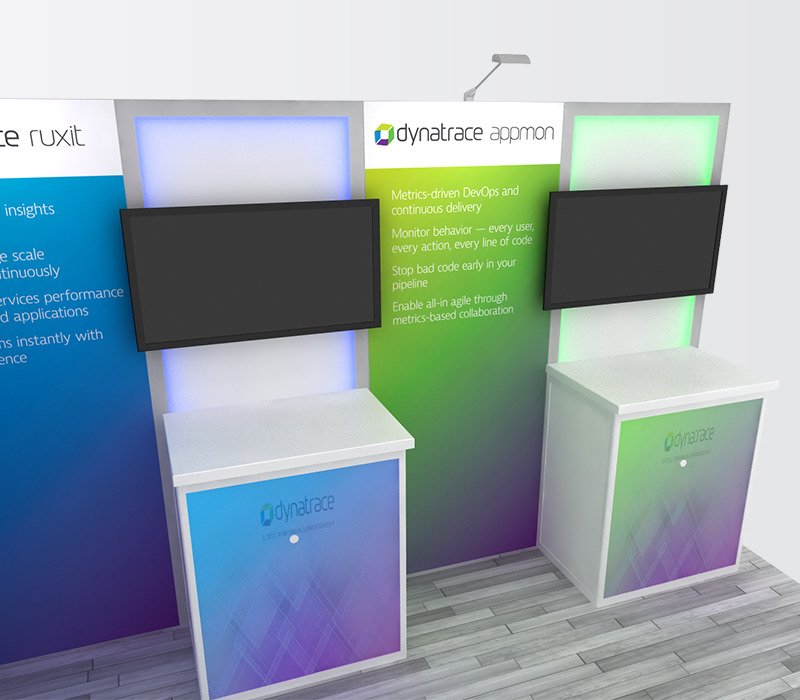 ce ruxit
insights
e scale
tinuously
ervices performance
d applications
ns instantly with
ence
dynatrace appmon
Metrics-driven DevOps and
continuous delivery
Monitor behavior — every user,
every action, every line of code
Stop bad code early in your
pipeline
Enable all-in agile through
metrics-based collaboration
dynatrace
dynatrace